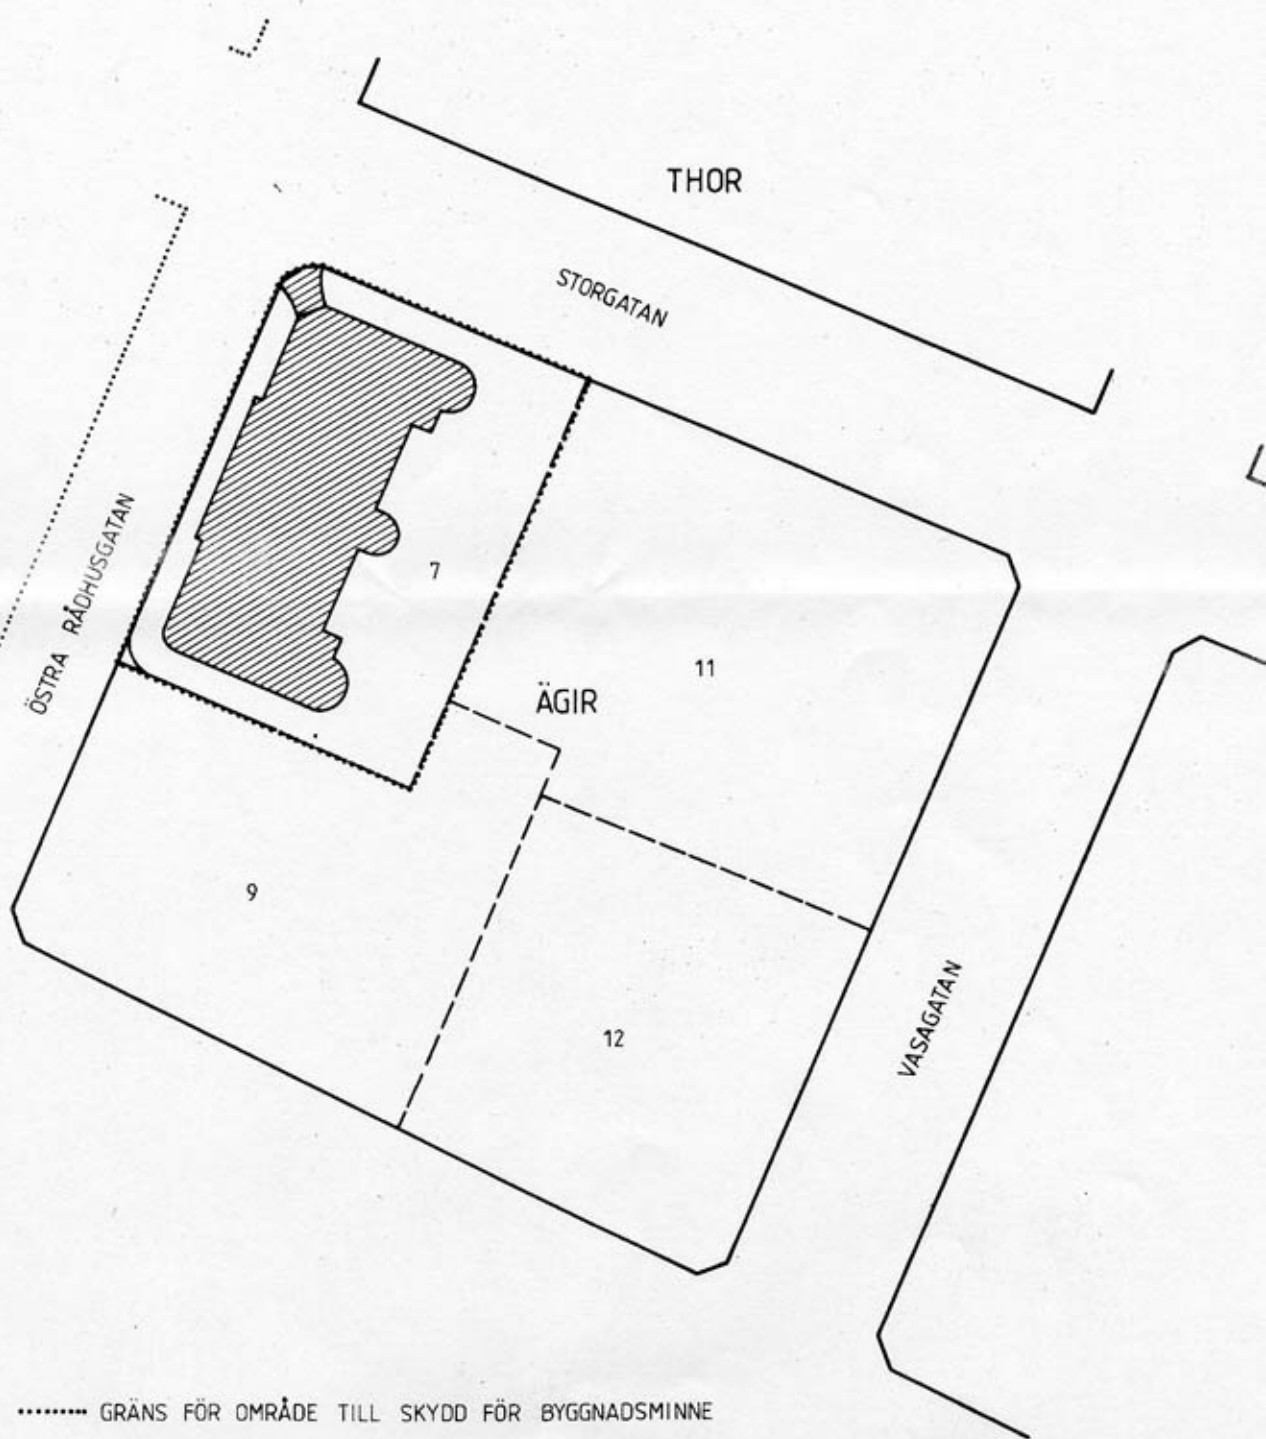 THOR
STORGATAN
ÖSTRA RÅDHUSGATAN
7
11
ÄGIR
9
12
VASAGATAN
GRÄNS FÖR OMRÅDE TILL SKYDD FÖR BYGGNADSMINNE